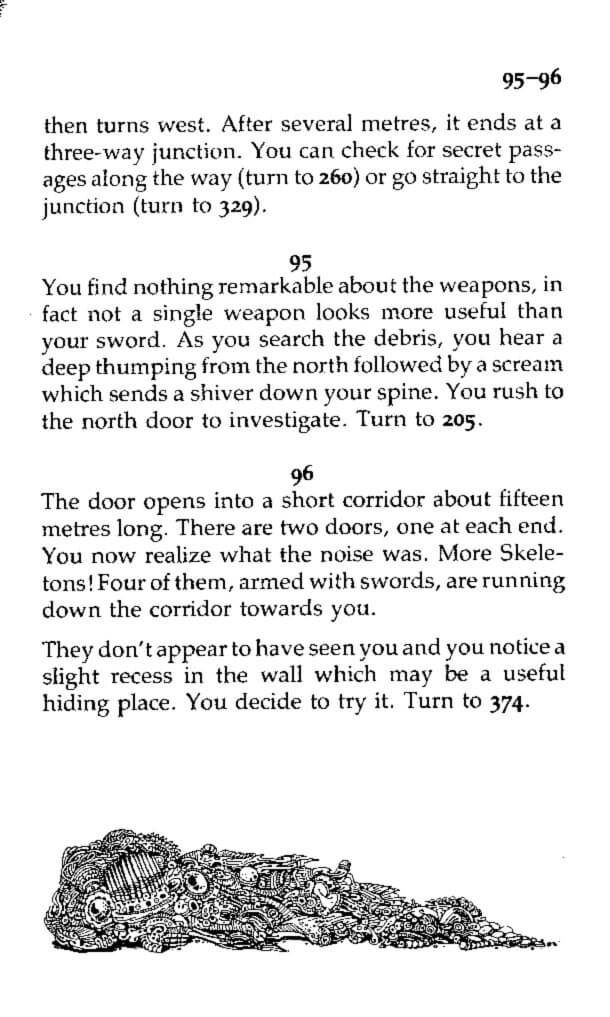 95–96
then turns west. After several metres, it ends at a
three-way junction. You can check for secret pass-
ages along the way (turn to 260) or go straight to the
junction (turn to 329).
95
You find nothing remarkable about the weapons, in
fact not a single weapon looks more useful than
your sword. As you search the debris, you hear a
deep thumping from the north followed by a scream
which sends a shiver down your spine. You rush to
the north door to investigate. Turn to 205.
96
The door opens into a short corridor about fifteen
metres long. There are two doors, one at each end.
You now realize what the noise was. More Skele-
tons! Four of them, armed with swords, are running
down the corridor towards you.
They don't appear to have seen you and you notice a
slight recess in the wall which may be a useful
hiding place. You decide to try it. Turn to 374.